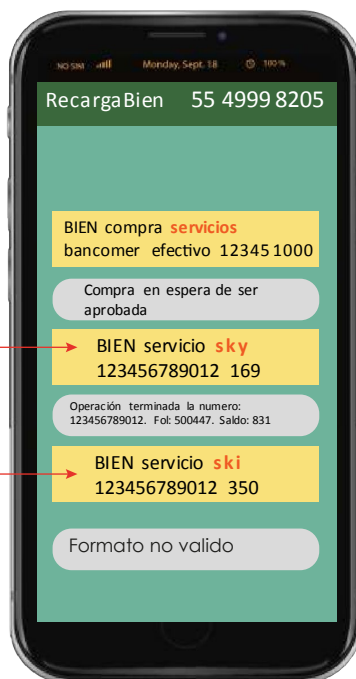 NO SIM Monday, Sept. 18 100%
RecargaBien 55 4999 8205
BIEN compra servicios
bancomer efectivo 12345 1000
Compra en espera de ser
aprobada
BIEN servicio sky
123456789012 169
Operación terminada la numero:
123456789012. Fol: 500447. Saldo: 831
BIEN servicio ski
123456789012 350
Formato no valido